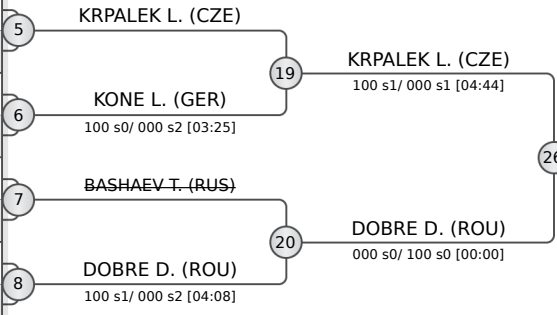 KRPALEK L. (CZE)
5
19
KRPALEK L. (CZE)
100 s1/ 000 s1 [04:44]
KONE L. (GER)
6
100 s0/ 000 s2 [03:25]
26
BASHAEV T. (RUS)
7
20
DOBRE D. (ROU)
000 s0/ 100 s0 [00:00]
DOBRE D. (ROU)
8
100 s1/ 000 s2 [04:08]